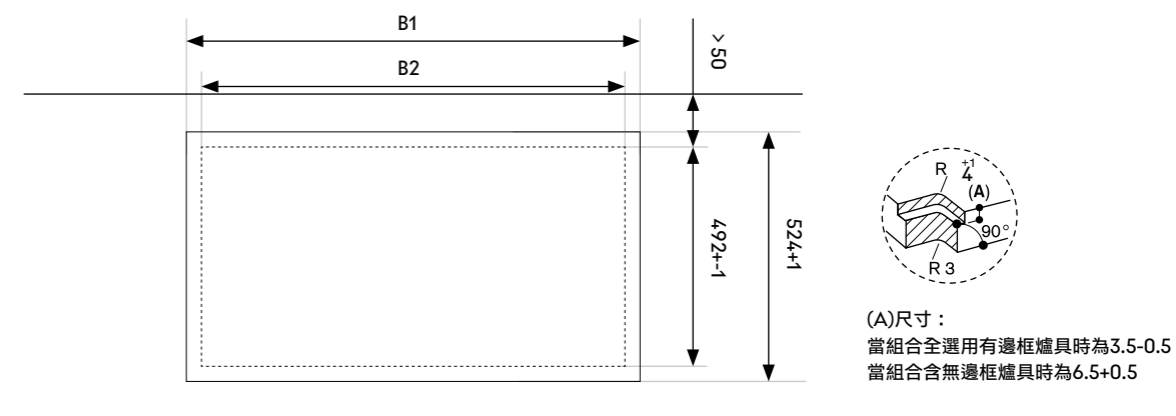 B1
B2
> 50
492+-1
524+1
R 4 +1
(A)
90°
R 3
(A)尺寸：
當組合全選用有邊框爐具時為3.5-0.5
當組合含無邊框爐具時為6.5+0.5